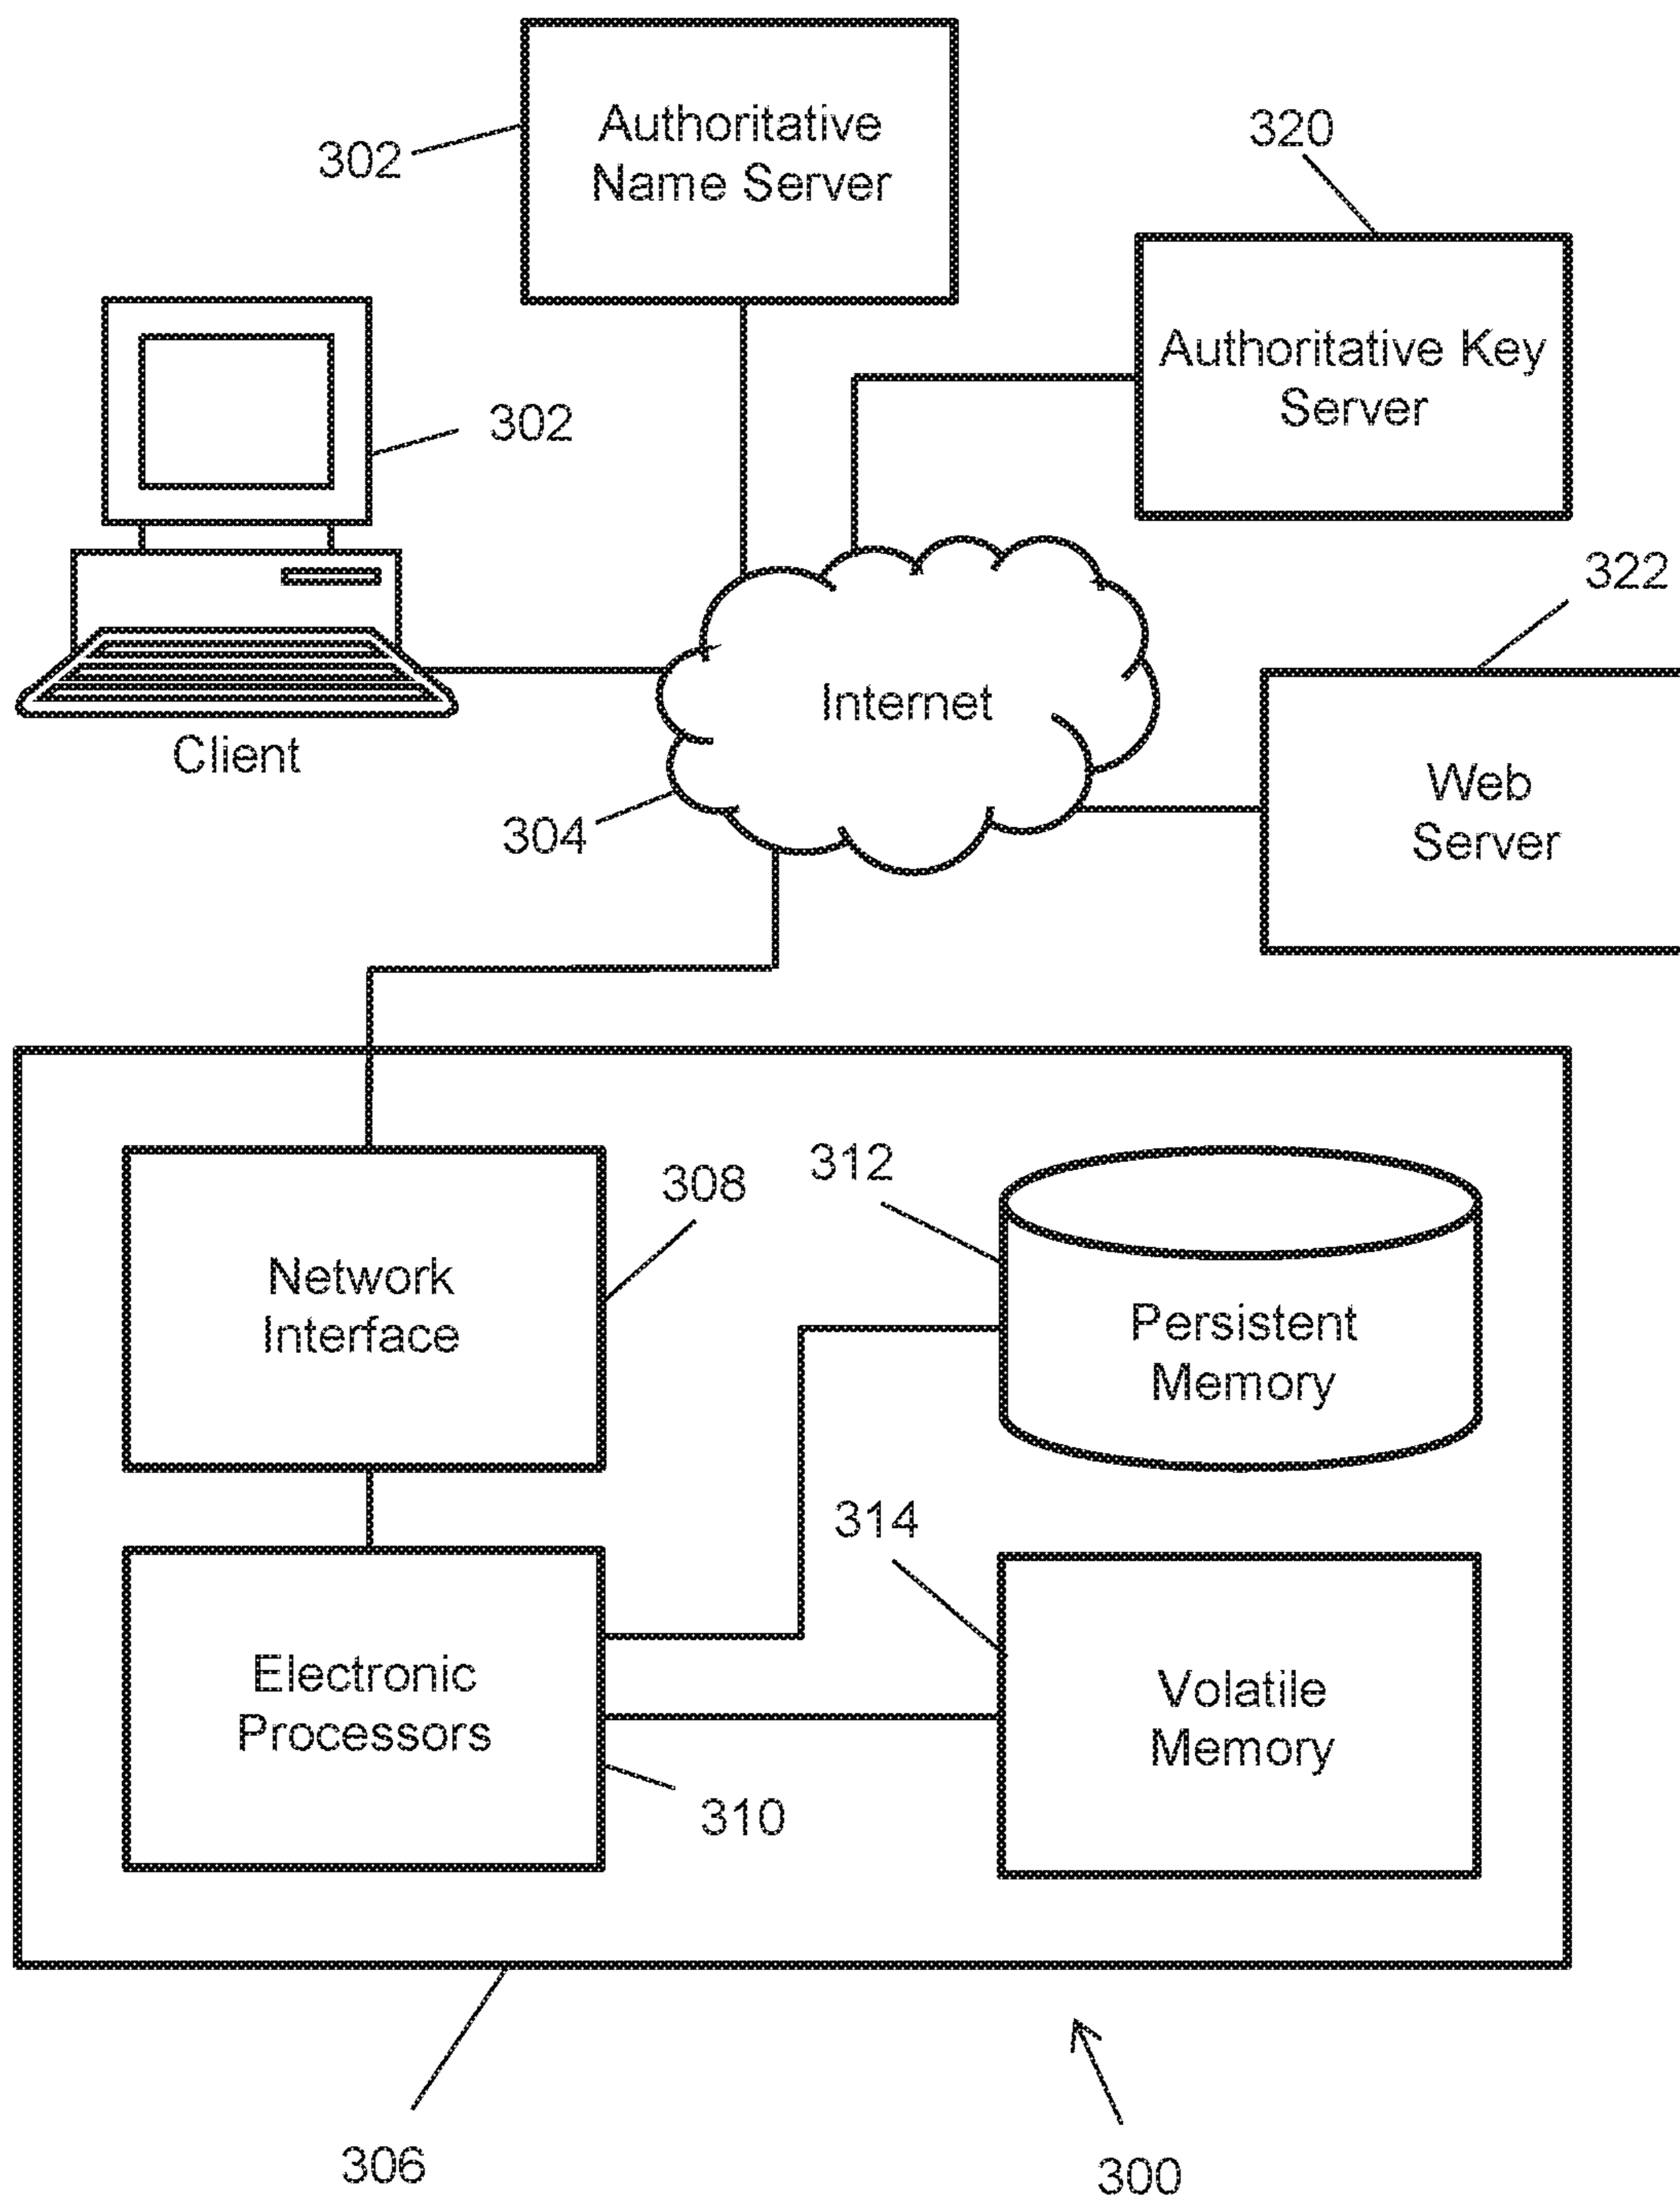 Authoritative
Name Server
302
320
Authoritative Key
Server
302
322
Client
Internet
304
Web
Server
Network
Interface
308
312
Persistent
Memory
314
Electronic
Processors
310
Volatile
Memory
306
300